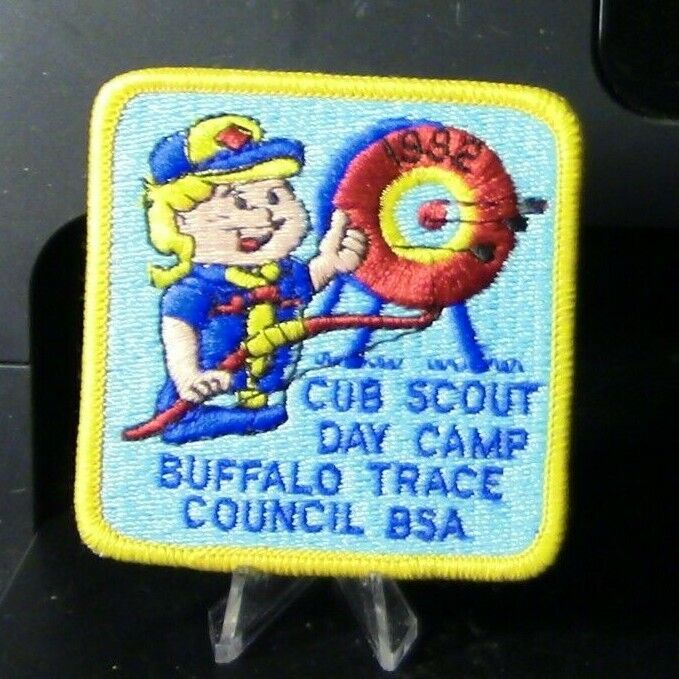 1992
CUB SCOUT
DAY CAMP
BUFFALO TRACE
COUNCIL BSA